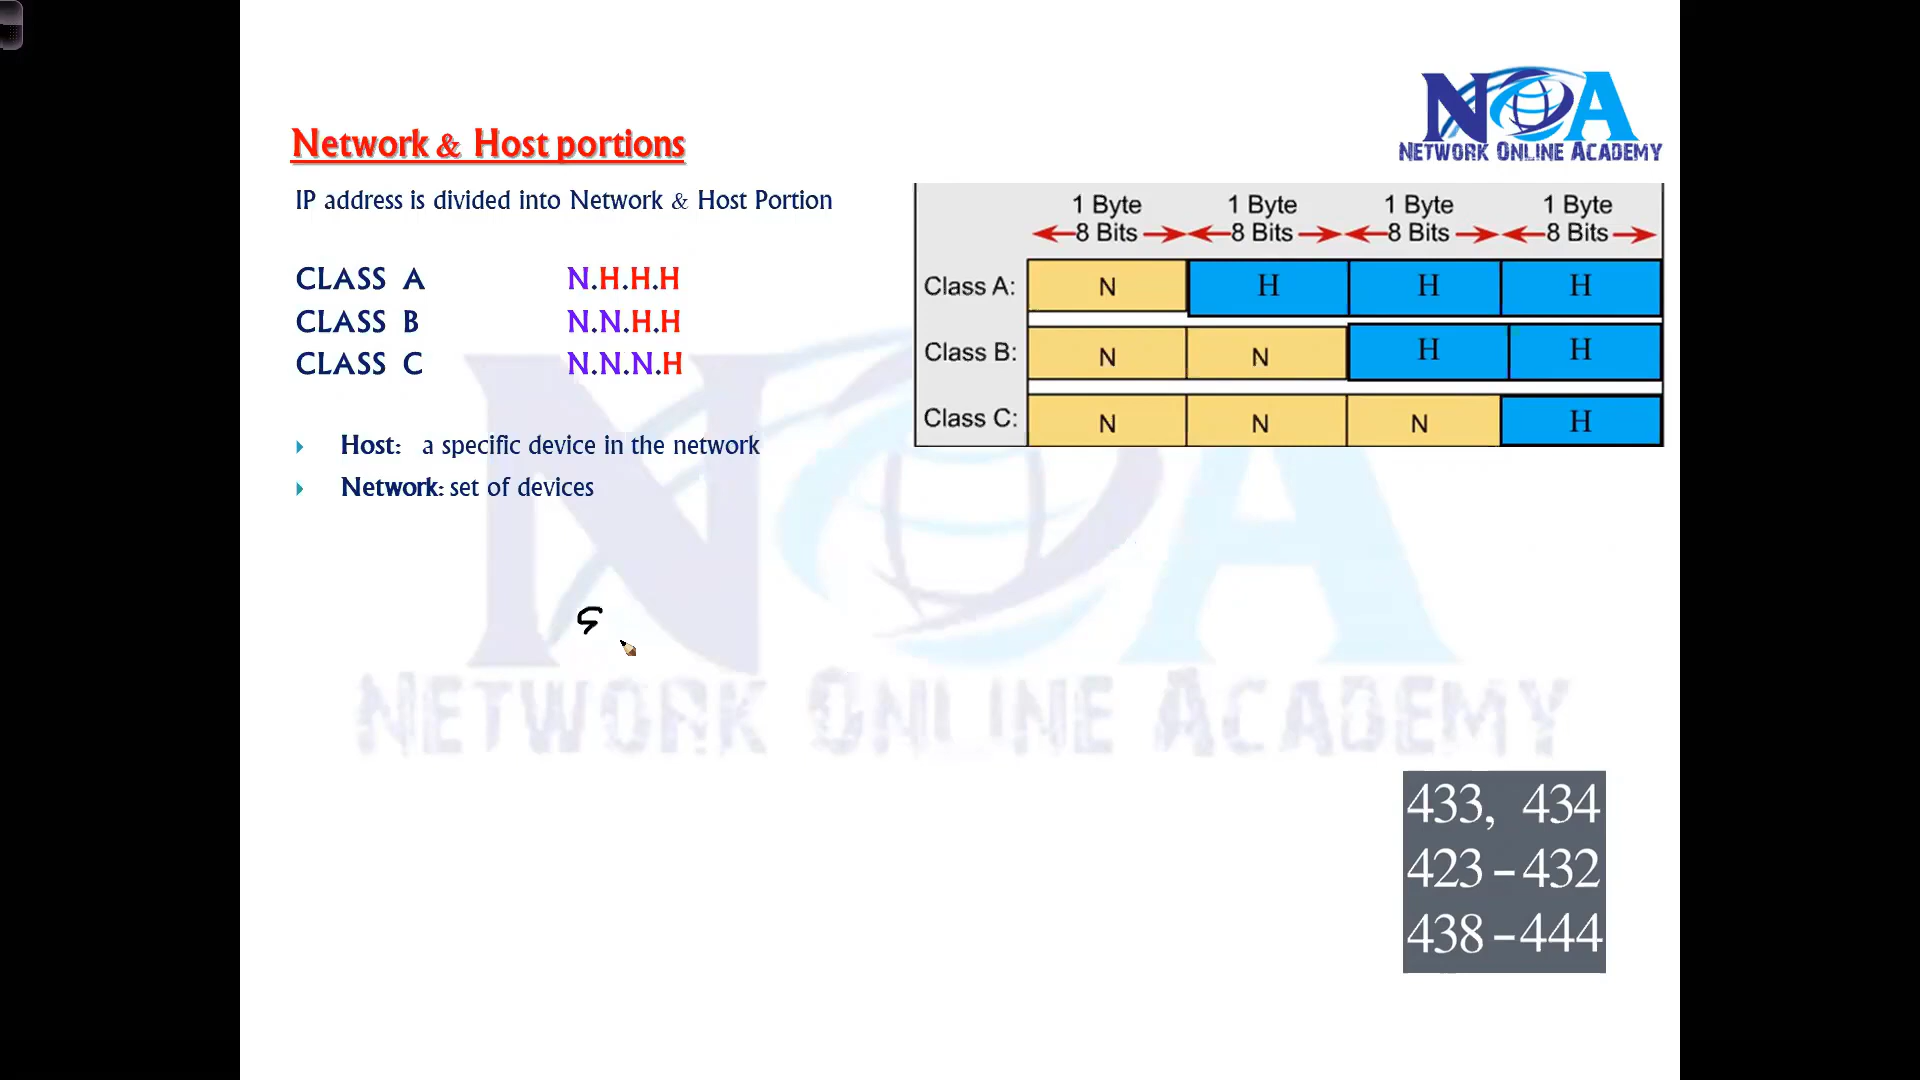 NOA
NETWORK ONLINE ACADEMY
Network & Host portions
IP address is divided into Network & Host Portion
CLASS A N.H.H.H
CLASS B N.N.H.H
CLASS C N.N.N.H
Host: a specific device in the network
Network: set of devices
1 Byte 1 Byte 1 Byte 1 Byte
8 Bits 8 Bits 8 Bits 8 Bits
Class A: N H H H
Class B: N N H H
Class C: N N N H
NOA
NETWORK ONLINE ACADEMY
433, 434
423-432
438-444